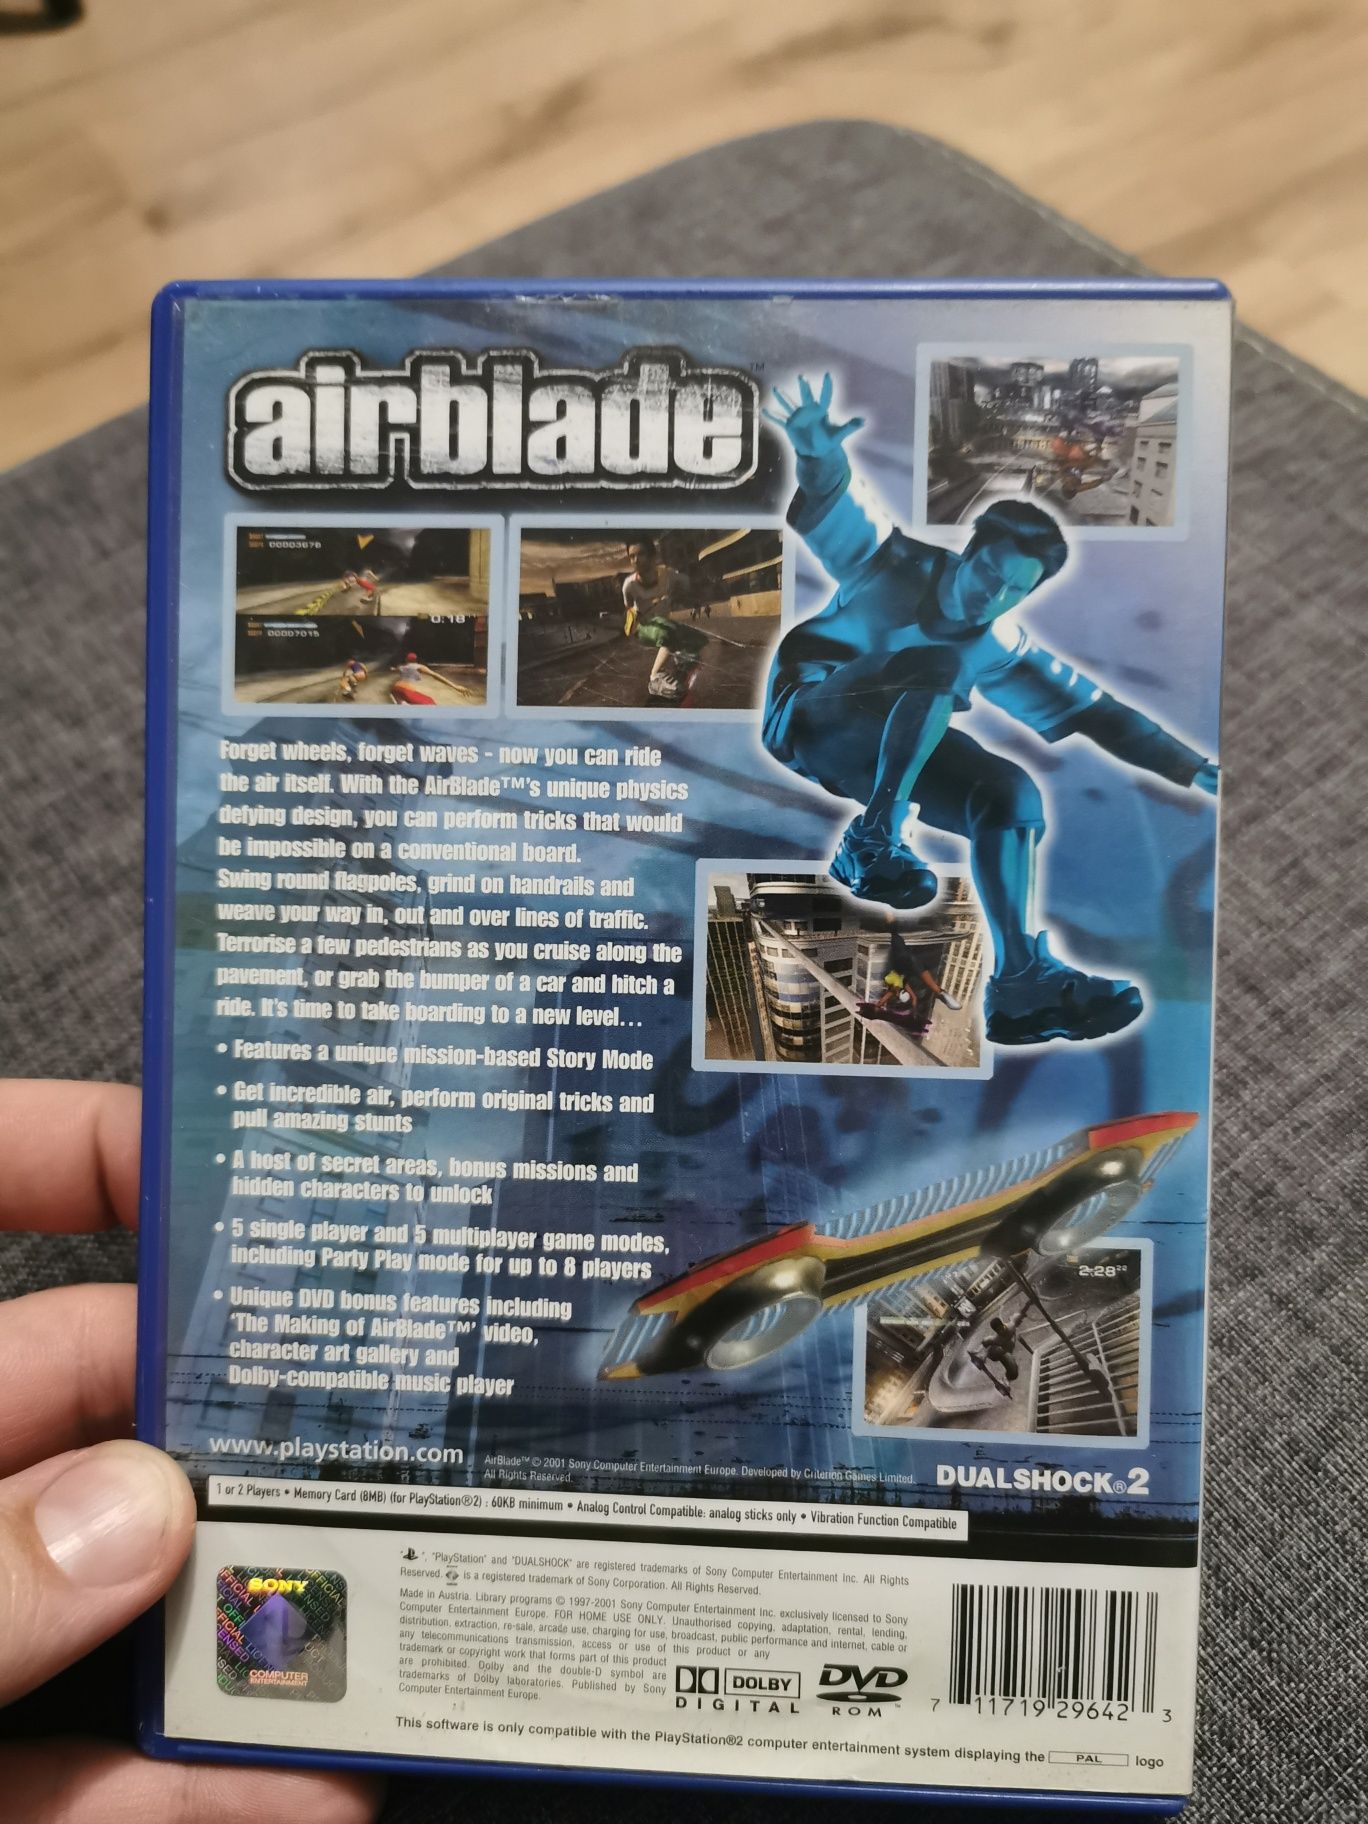 airblade™
00003678
00007015
0:18
Forget wheels, forget waves - now you can ride
the air itself. With the AirBlade™'s unique physics
defying design, you can perform tricks that would
be impossible on a conventional board.
Swing round flagpoles, grind on handrails and
weave your way in, out and over lines of traffic.
Terrorise a few pedestrians as you cruise along the
pavement, or grab the bumper of a car and hitch a
ride. It's time to take boarding to a new level...
• Features a unique mission-based Story Mode
• Get incredible air, perform original tricks and
pull amazing stunts
• A host of secret areas, bonus missions and
hidden characters to unlock
• 5 single player and 5 multiplayer game modes,
including Party Play mode for up to 8 players
• Unique DVD bonus features including
'The Making of AirBlade™' video,
character art gallery and
Dolby-compatible music player
2:28
www.playstation.com
AirBlade™ © 2001 Sony Computer Entertainment Europe. Developed by Criterion Games Limited.
All Rights Reserved.
DUALSHOCK®2
1 or 2 Players • Memory Card (8MB) (for PlayStation®2) : 60KB minimum • Analog Control Compatible: analog sticks only • Vibration Function Compatible
SONY
COMPUTER
ENTERTAINMENT
", "PlayStation" and "DUALSHOCK" are registered trademarks of Sony Computer Entertainment Inc. All Rights
Reserved. is a registered trademark of Sony Corporation. All Rights Reserved.
Made in Austria. Library programs © 1997-2001 Sony Computer Entertainment Inc. exclusively licensed to Sony
Computer Entertainment Europe. FOR HOME USE ONLY. Unauthorised copying, adaptation, rental, lending,
distribution, extraction, re-sale, arcade use, charging for use, broadcast, public performance and internet, cable or
any telecommunications transmission, access or use of this product or any
trademark or copyright work that forms part of this product
are prohibited. Dolby and the double-D symbol are
trademarks of Dolby laboratories. Published by Sony
Computer Entertainment Europe.
DOLBY
DIGITAL
DVD
ROM
7 11719 29642 3
This software is only compatible with the PlayStation®2 computer entertainment system displaying the PAL logo